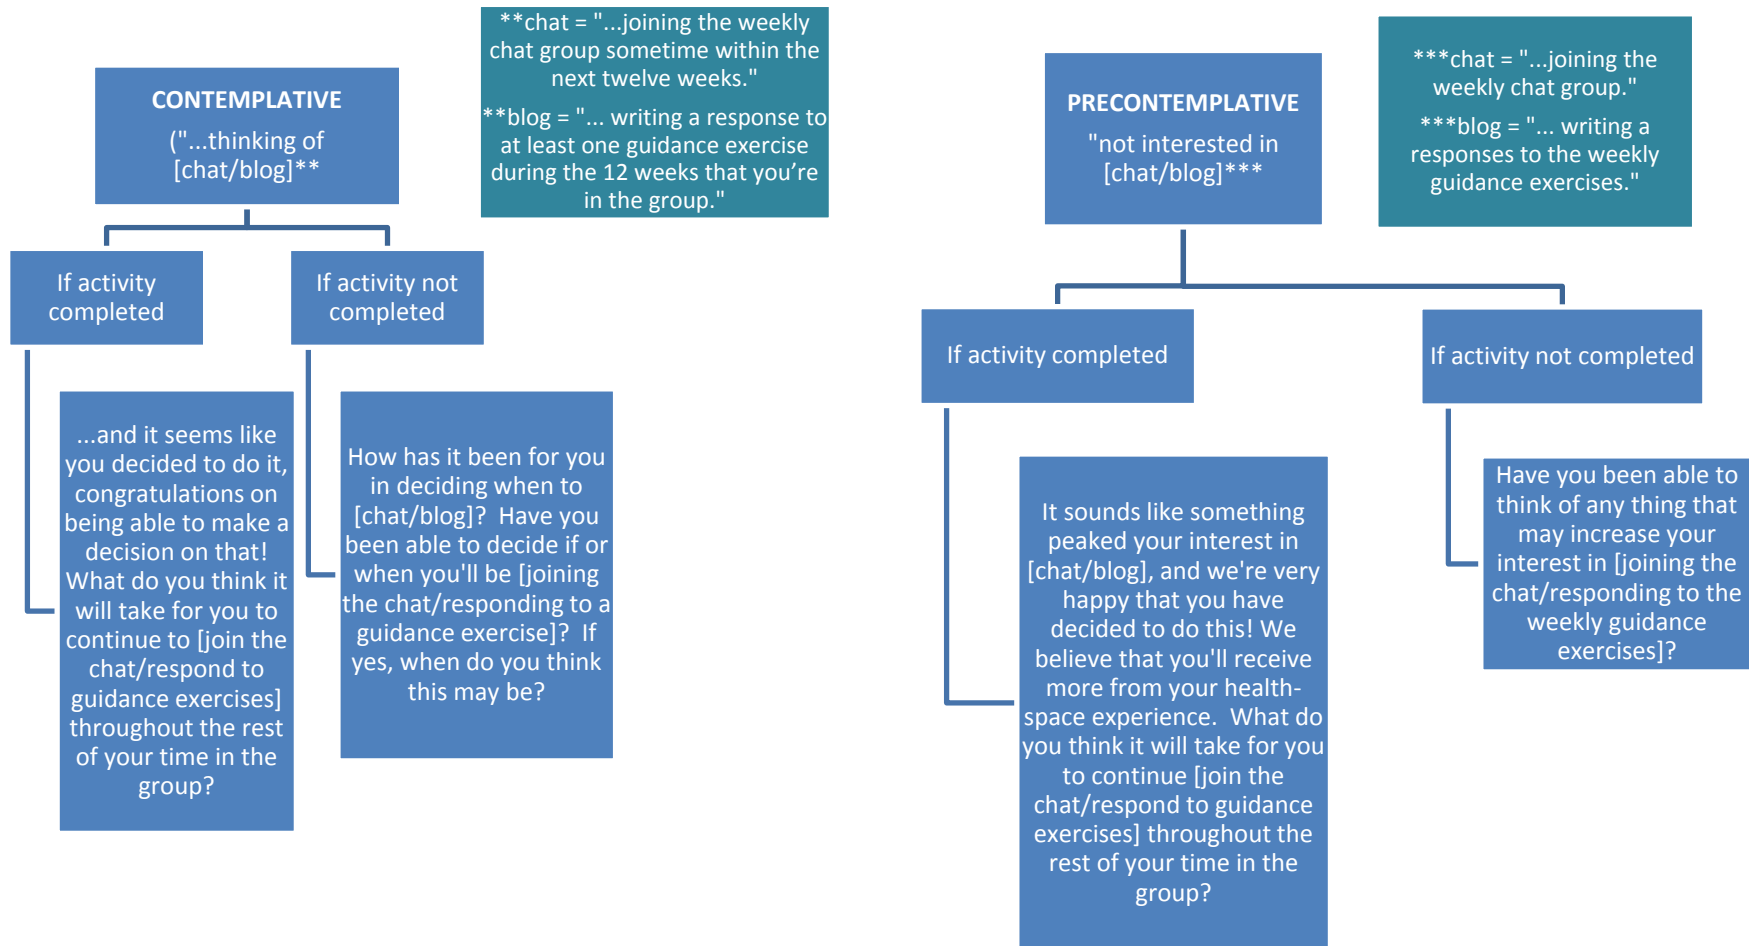 **chat = "...joining the weekly
chat group sometime within the
next twelve weeks."
**blog = "... writing a response to
at least one guidance exercise
during the 12 weeks that you’re
in the group."
CONTEMPLATIVE
("...thinking of
[chat/blog]**
If activity
completed
If activity not
completed
...and it seems like
you decided to do it,
congratulations on
being able to make a
decision on that!
What do you think it
will take for you to
continue to [join the
chat/respond to
guidance exercises]
throughout the rest
of your time in the
group?
How has it been for you
in deciding when to
[chat/blog]?  Have you
been able to decide if or
when you'll be [joining
the chat/responding to a
guidance exercise]?  If
yes, when do you think
this may be?
PRECONTEMPLATIVE
"not interested in
[chat/blog]***
***chat = "...joining the
weekly chat group."
***blog = "... writing a
responses to the weekly
guidance exercises."
If activity completed
If activity not completed
It sounds like something
peaked your interest in
[chat/blog], and we're very
happy that you have
decided to do this! We
believe that you'll receive
more from your health-
space experience.  What do
you think it will take for you
to continue [join the
chat/respond to guidance
exercises] throughout the
rest of your time in the
group?
Have you been able to
think of any thing that
may increase your
interest in [joining the
chat/responding to the
weekly guidance
exercises]?